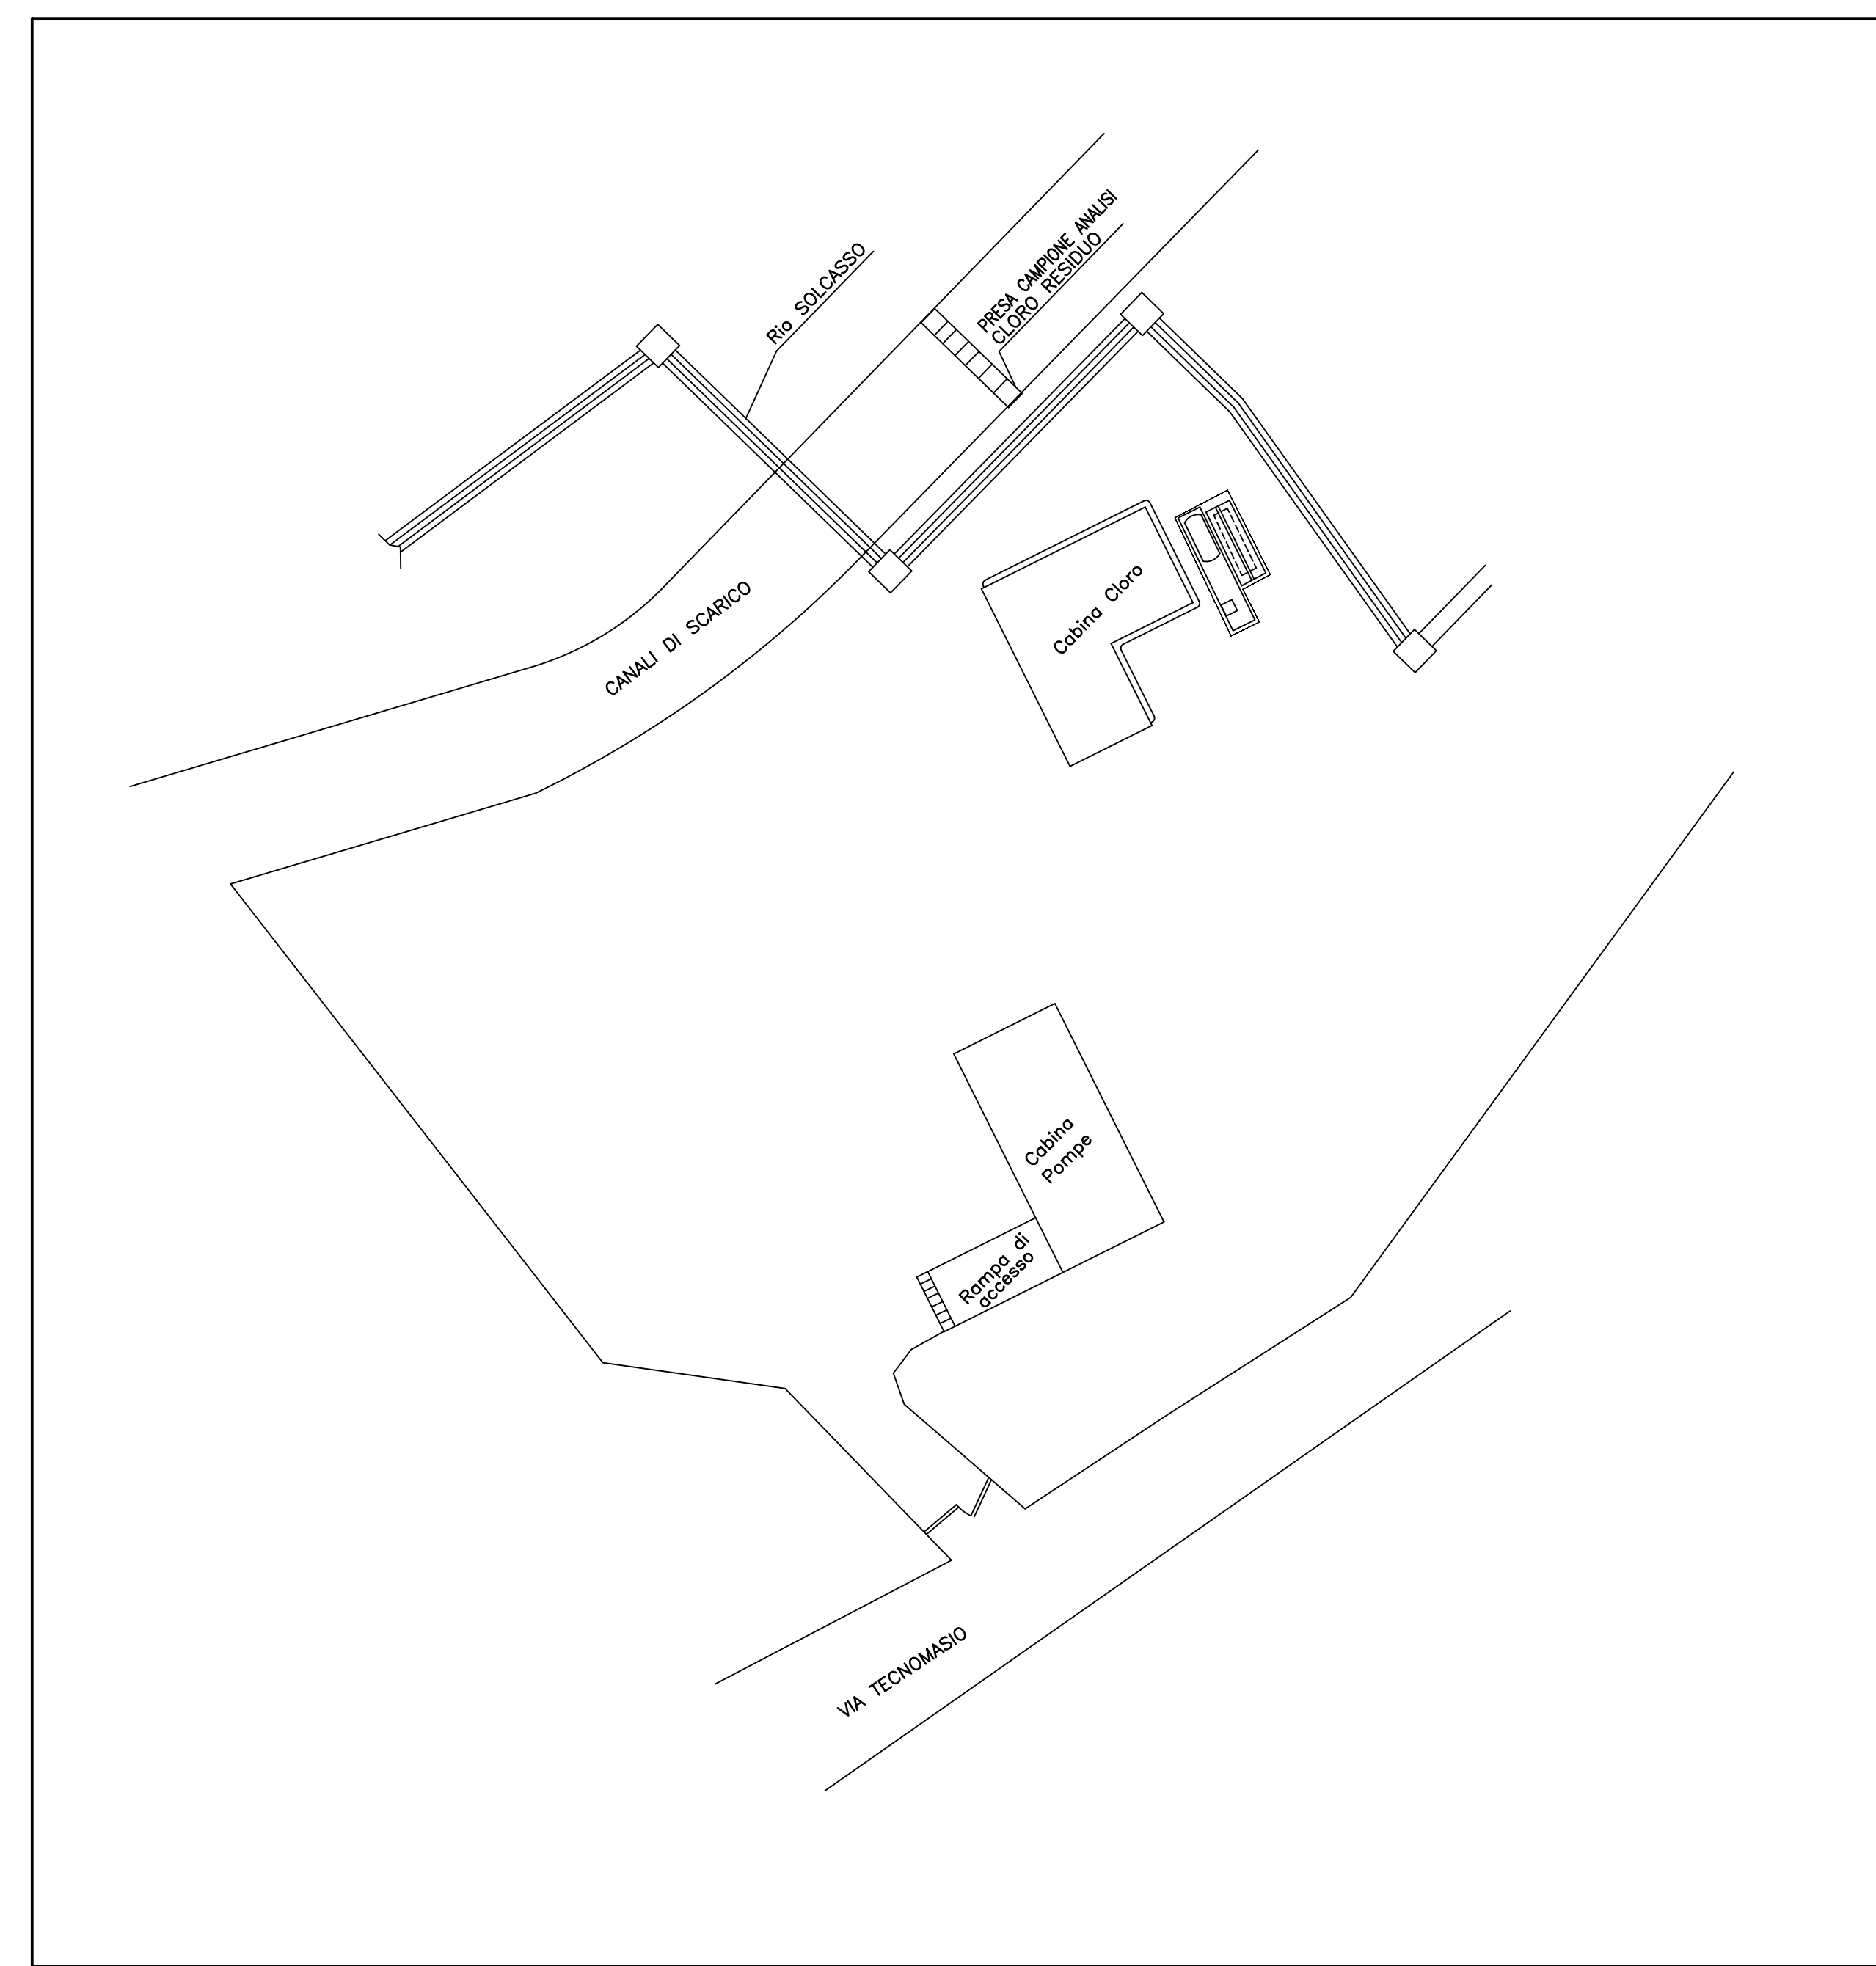 Rio SOLCASSO
PRESA CAMPIONE ANALISI
CLORO RESIDUO
CANALI DI SCARICO
Cabina Cloro
Cabina
Pompe
Rampa di
accesso
VIA TECNOMASIO